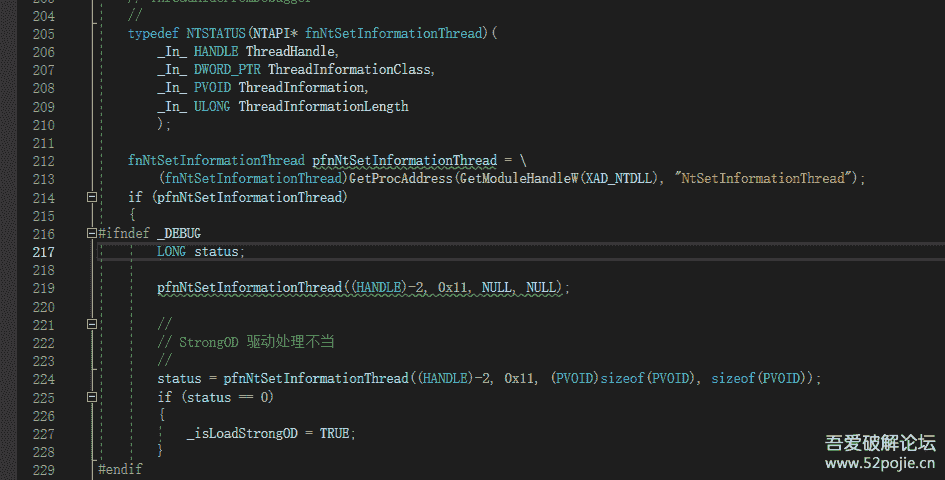 204 //
205 typedef NTSTATUS(NTAPI* fnNtSetInformationThread)(
206 _In_ HANDLE ThreadHandle,
207 _In_ DWORD_PTR ThreadInformationClass,
208 _In_ PVOID ThreadInformation,
209 _In_ ULONG ThreadInformationLength
210 );
211
212 fnNtSetInformationThread pfnNtSetInformationThread = \
213 (fnNtSetInformationThread)GetProcAddress(GetModuleHandleW(XAD_NTDLL), "NtSetInformationThread");
214 if (pfnNtSetInformationThread)
215 {
216 #ifndef _DEBUG
217 LONG status;
218
219 pfnNtSetInformationThread((HANDLE)-2, 0x11, NULL, NULL);
220
221 //
222 // StrongOD 驱动处理不当
223 //
224 status = pfnNtSetInformationThread((HANDLE)-2, 0x11, (PVOID)sizeof(PVOID), sizeof(PVOID));
225 if (status == 0)
226 {
227 _isLoadStrongOD = TRUE;
228 }
229 #endif
吾爱破解论坛
www.52pojie.cn